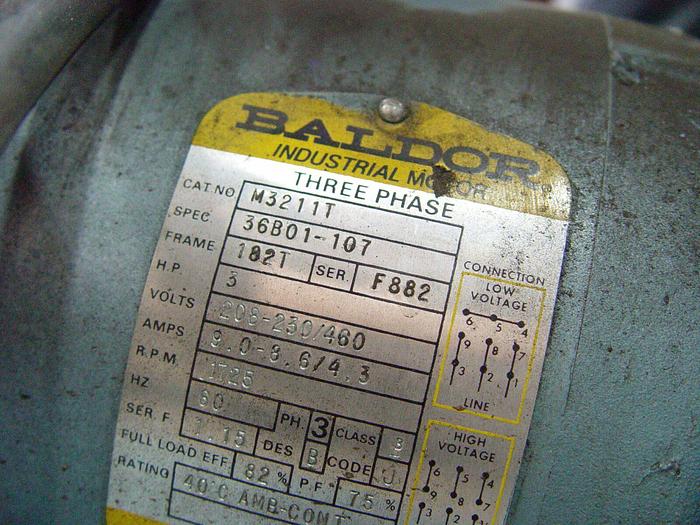 BALDOR
INDUSTRIAL MOTOR
THREE PHASE
CAT.NO M3211T
SPEC. 36B01-107
FRAME 182T SER. F882
H.P. 3
VOLTS 208-230/460
AMPS 9.0-8.6/4.3
R.P.M. 1725
HZ 60 PH. 3 CLASS B
SER. F. 1.15 DES B CODE J
FULL LOAD EFF. 82 % P.F. 75 %
RATING 40°C AMB-CONT
CONNECTION
LOW
VOLTAGE
6 5 4
9 8 7
3 2 1
LINE
HIGH
VOLTAGE
6 5 4
9 8 7
3 2